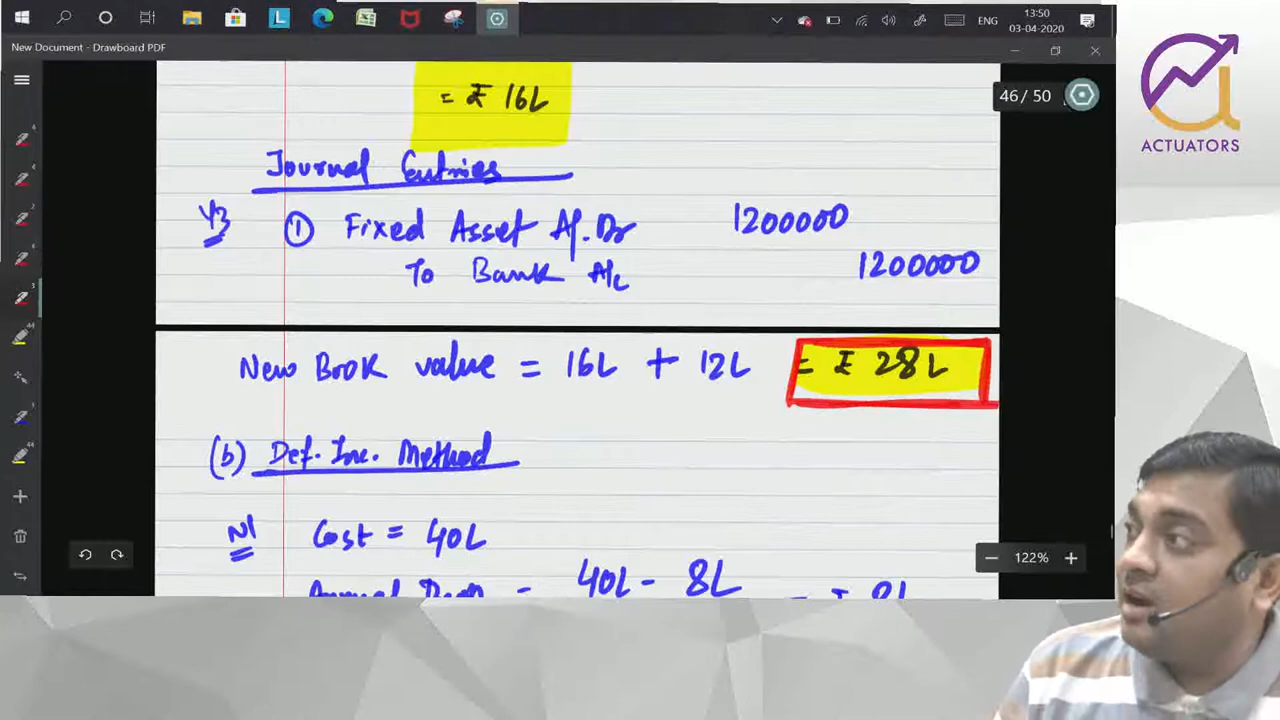 13:50
ENG
03-04-2020
New Document - Drawboard PDF
46 / 50
ACTUATORS
= ₹ 16L
Journal Entries
Y3 ① Fixed Asset A/. Dr 1200000
To Bank A/c 1200000
New Book value = 16L + 12L = ₹ 28L
(b) Def. Inc. Method
N1 Cost = 40L
122%
40L - 8L